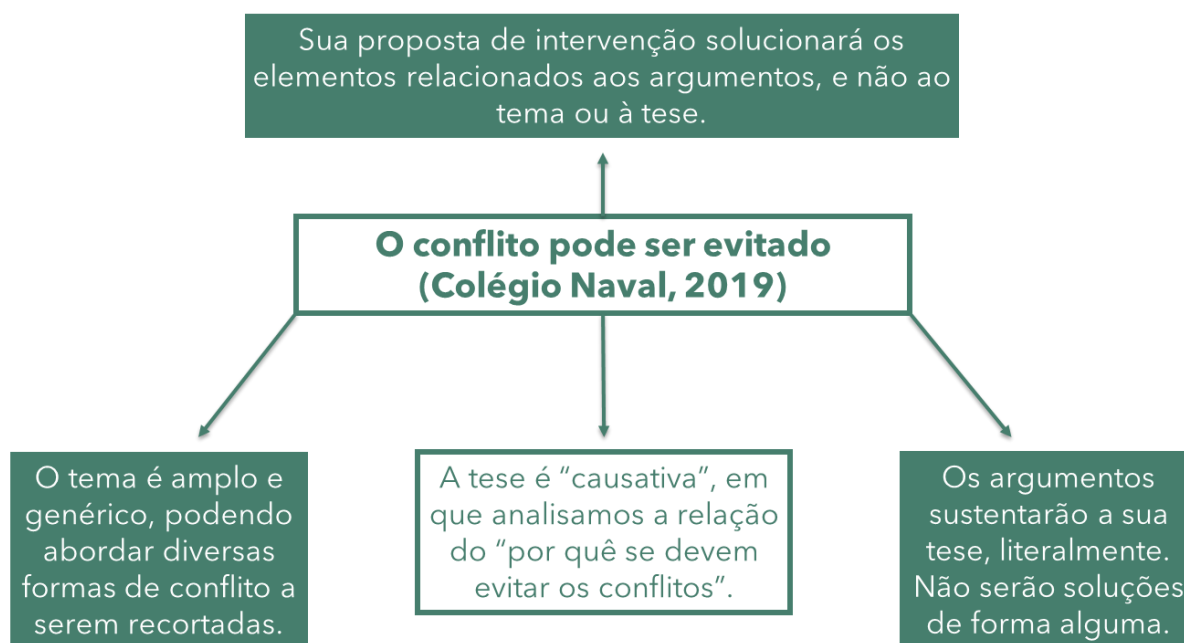 Sua proposta de intervenção solucionará os
elementos relacionados aos argumentos, e não ao
tema ou à tese.
O conflito pode ser evitado
(Colégio Naval, 2019)
O tema é amplo e
genérico, podendo
abordar diversas
formas de conflito a
serem recortadas.
A tese é “causativa”, em
que analisamos a relação
do “por quê se devem
evitar os conflitos”.
Os argumentos
sustentarão a sua
tese, literalmente.
Não serão soluções
de forma alguma.